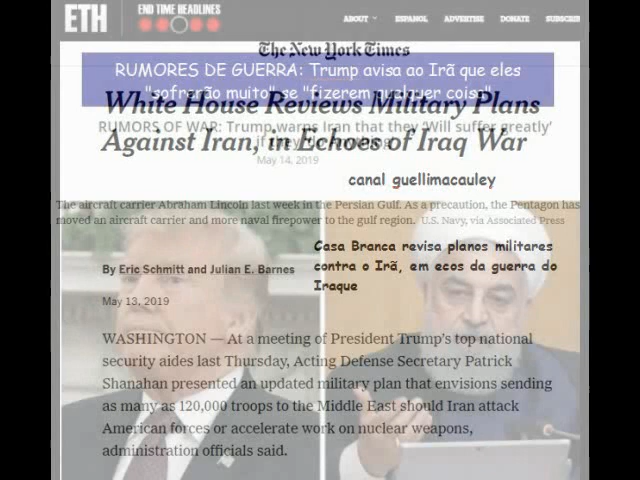 ETH
END TIME HEADLINES
ABOUT
ESPANOL
ADVERTISE
DONATE
SUBSCRIB
The New York Times
RUMORES DE GUERRA: Trump avisa ao Irã que eles
"sofrerão muito" se "fizerem qualquer coisa"
White House Reviews Military Plans
Against Iran, in Echoes of Iraq War
RUMORS OF WAR: Trump warns Iran that they 'Will suffer greatly'
if they do
May 14, 2019
canal guellimacauley
The aircraft carrier Abraham Lincoln last week in the Persian Gulf. As a precaution, the Pentagon has
moved an aircraft carrier and more naval firepower to the gulf region. U.S. Navy, via Associated Press
Casa Branca revisa planos militares
contra o Irã, em ecos da guerra do
Iraque
By Eric Schmitt and Julian E. Barnes
May 13, 2019
WASHINGTON — At a meeting of President Trump's top national
security aides last Thursday, Acting Defense Secretary Patrick
Shanahan presented an updated military plan that envisions sending
as many as 120,000 troops to the Middle East should Iran attack
American forces or accelerate work on nuclear weapons,
administration officials said.